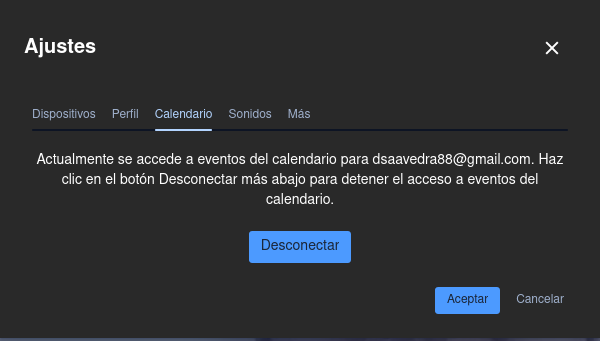 Ajustes
Dispositivos Perfil Calendario Sonidos Más
Actualmente se accede a eventos del calendario para dsaavedra88@gmail.com. Haz
clic en el botón Desconectar más abajo para detener el acceso a eventos del
calendario.
Desconectar
Aceptar Cancelar